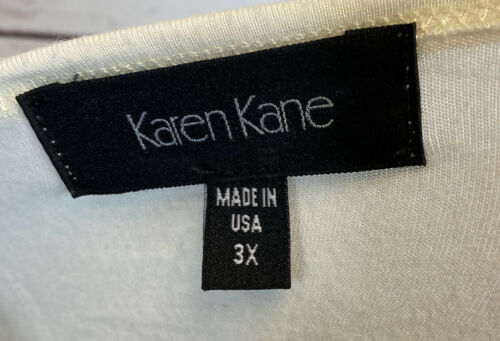 Karen Kane
MADE IN
USA
3X